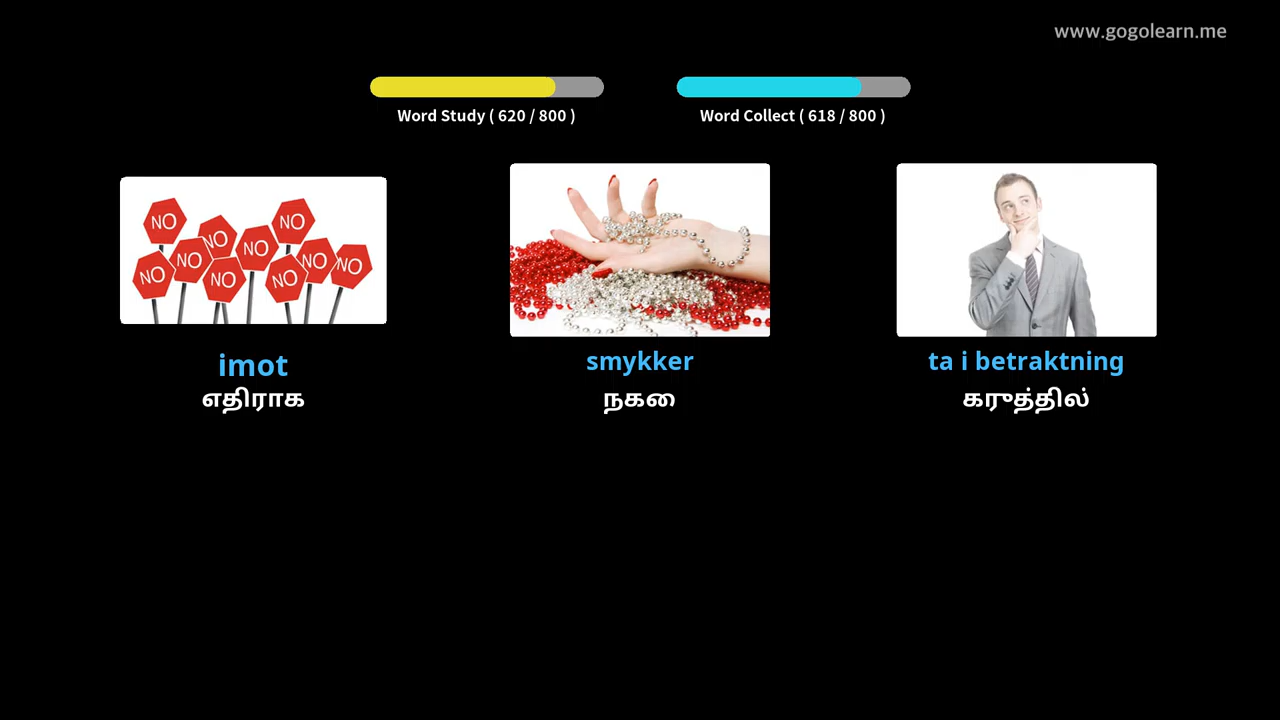 www.gogolearn.me
Word Study ( 620 / 800 )
Word Collect ( 618 / 800 )
NO
NO
NO
NO
NO
NO
NO
NO
NO
imot
smykker
ta i betraktning
எதிராக
நகை
கருத்தில்